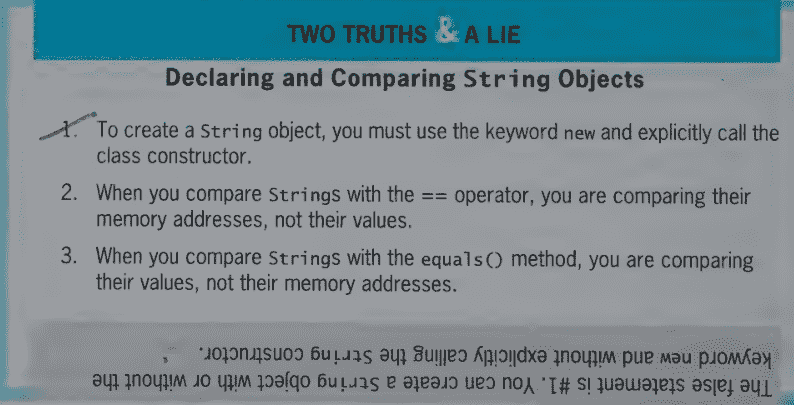 TWO TRUTHS & A LIE
Declaring and Comparing String Objects
1. To create a String object, you must use the keyword new and explicitly call the
class constructor.
2. When you compare Strings with the == operator, you are comparing their
memory addresses, not their values.
3. When you compare Strings with the equals() method, you are comparing
their values, not their memory addresses.
The false statement is #1. You can create a String object with or without the
keyword new and without explicitly calling the String constructor.